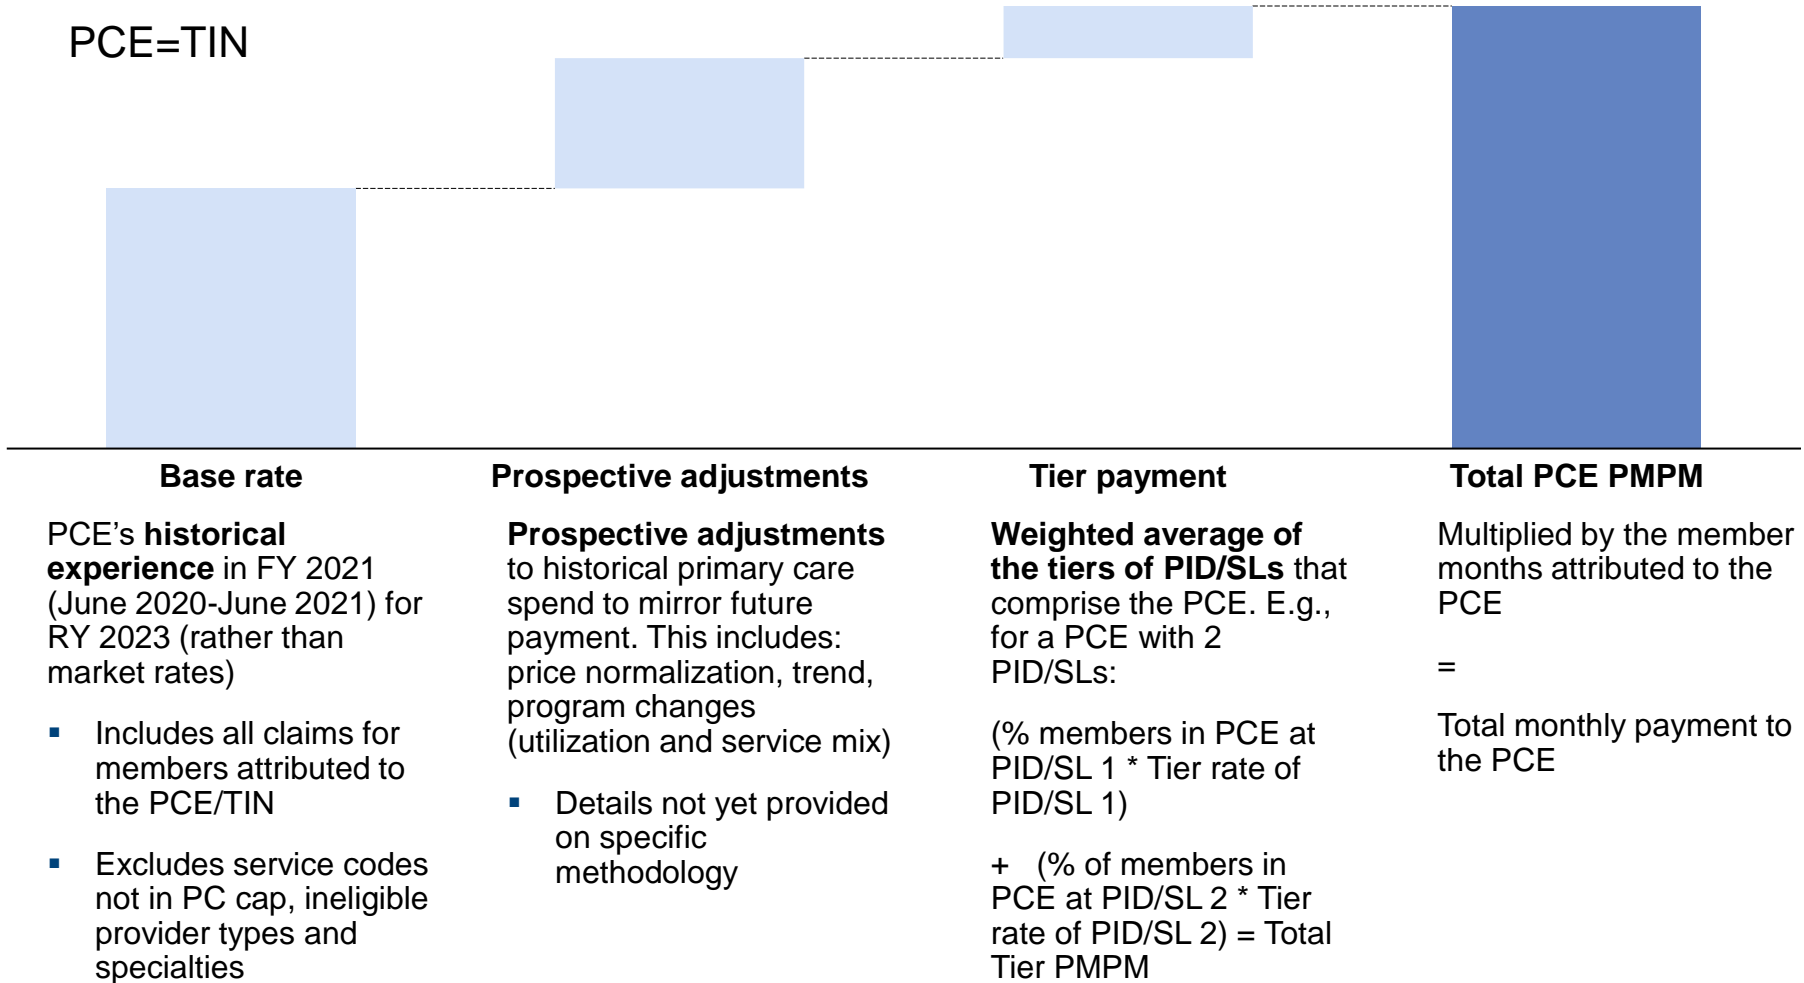 PCE=TIN
Base rate
PCE’s historical
experience in FY 2021
(June 2020-June 2021) for
RY 2023 (rather than
market rates)
▪ Includes all claims for
members attributed to
the PCE/TIN
▪ Excludes service codes
not in PC cap, ineligible
provider types and
specialties
Prospective adjustments
Prospective adjustments
to historical primary care
spend to mirror future
payment. This includes:
price normalization, trend,
program changes
(utilization and service mix)
▪ Details not yet provided
on specific
methodology
Tier payment
Weighted average of
the tiers of PID/SLs that
comprise the PCE. E.g.,
for a PCE with 2
PID/SLs:
(% members in PCE at
PID/SL 1 * Tier rate of
PID/SL 1)
+ (% of members in
PCE at PID/SL 2 * Tier
rate of PID/SL 2) = Total
Tier PMPM
Total PCE PMPM
Multiplied by the member
months attributed to the
PCE
=
Total monthly payment to
the PCE